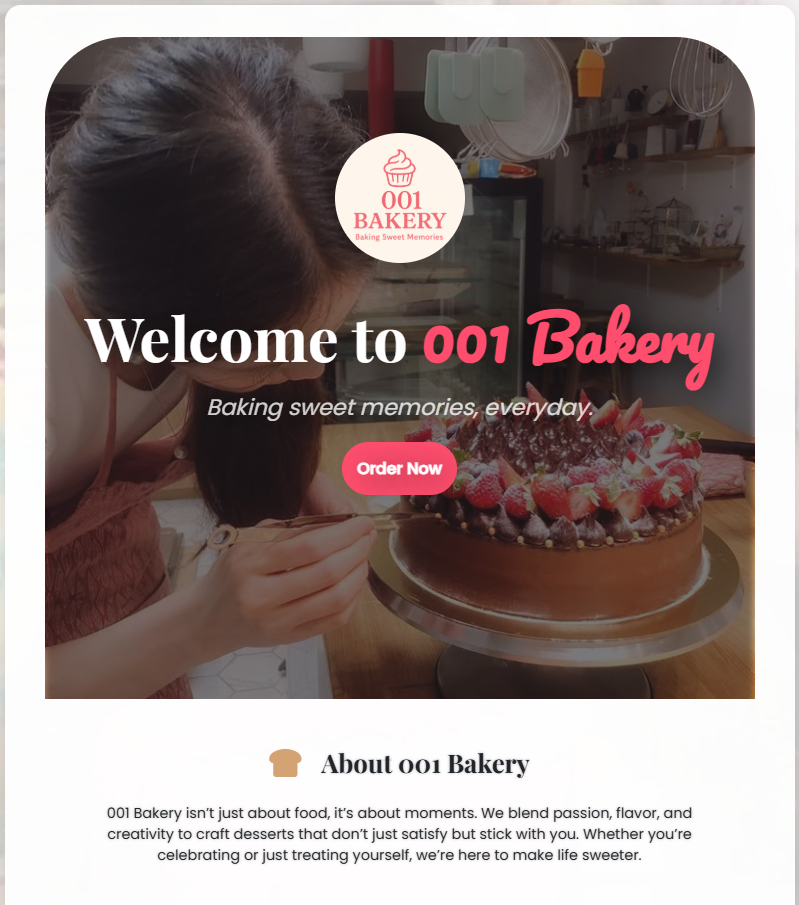 001
BAKERY
Baking Sweet Memories
Welcome to 001 Bakery
Baking sweet memories, everyday.
Order Now
About 001 Bakery
001 Bakery isn’t just about food, it’s about moments. We blend passion, flavor, and
creativity to craft desserts that don’t just satisfy but stick with you. Whether you’re
celebrating or just treating yourself, we’re here to make life sweeter.